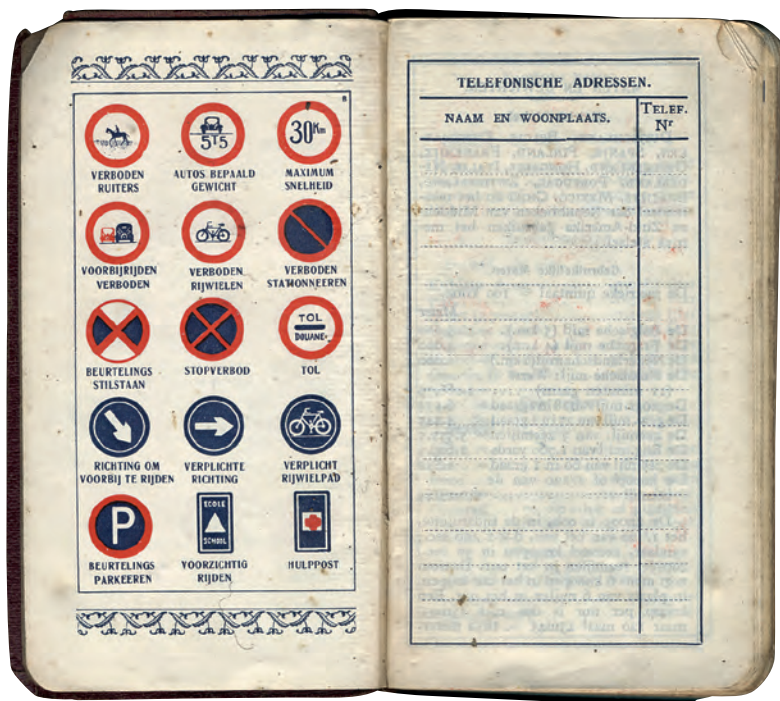 VERBODEN
RUITERS
5T5
AUTOS BEPAALD
GEWICHT
30Km
MAXIMUM
SNELHEID
VOORBIJRIJDEN
VERBODEN
VERBODEN
RIJWIELEN
VERBODEN
STATIONNEEREN
BEURTELINGS
STILSTAAN
STOPVERBOD
TOL
DOUANE
TOL
RICHTING OM
VOORBIJ TE RIJDEN
VERPLICHTE
RICHTING
VERPLICHT
RIJWIELPAD
P
BEURTELINGS
PARKEEREN
ECOLE
SCHOOL
VOORZICHTIG
RIJDEN
HULPPOST
TELEFONISCHE ADRESSEN.
NAAM EN WOONPLAATS.
TELEF.
Nr